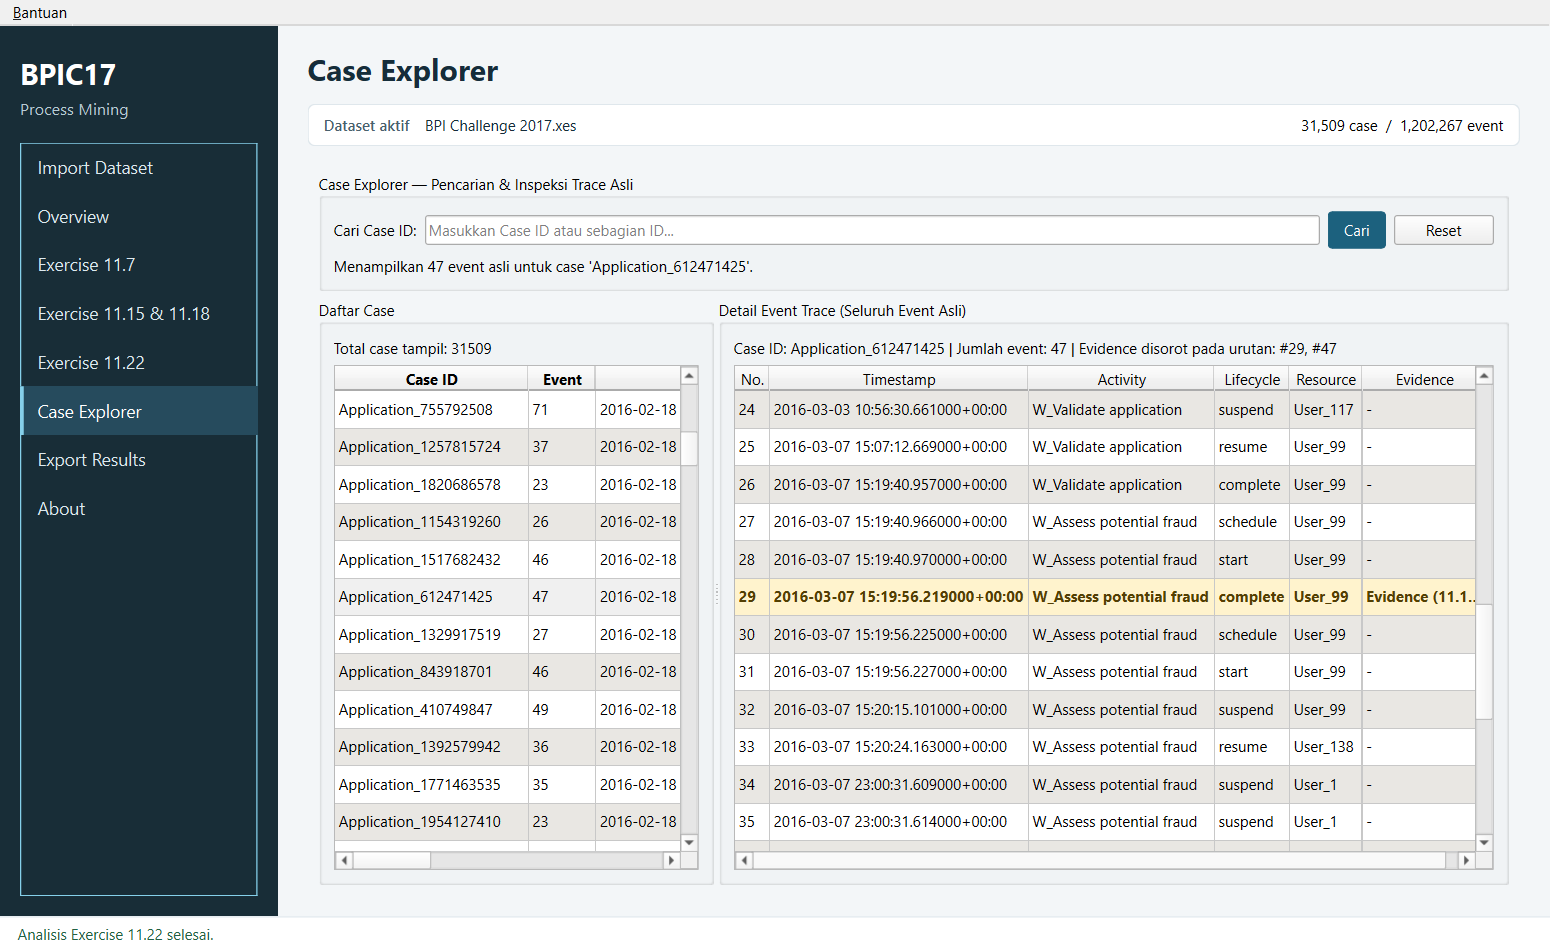 Bantuan
BPIC17
Process Mining
Import Dataset
Overview
Exercise 11.7
Exercise 11.15 & 11.18
Exercise 11.22
Case Explorer
Export Results
About
Case Explorer
Dataset aktif BPI Challenge 2017.xes 31,509 case / 1,202,267 event
Case Explorer — Pencarian & Inspeksi Trace Asli
Cari Case ID: Masukkan Case ID atau sebagian ID... Cari Reset
Menampilkan 47 event asli untuk case 'Application_612471425'.
Daftar Case
Total case tampil: 31509
Case ID Event
Application_755792508 71 2016-02-18
Application_1257815724 37 2016-02-18
Application_1820686578 23 2016-02-18
Application_1154319260 26 2016-02-18
Application_1517682432 46 2016-02-18
Application_612471425 47 2016-02-18
Application_1329917519 27 2016-02-18
Application_843918701 46 2016-02-18
Application_410749847 49 2016-02-18
Application_1392579942 36 2016-02-18
Application_1771463535 35 2016-02-18
Application_1954127410 23 2016-02-18
Detail Event Trace (Seluruh Event Asli)
Case ID: Application_612471425 | Jumlah event: 47 | Evidence disorot pada urutan: #29, #47
No. Timestamp Activity Lifecycle Resource Evidence
24 2016-03-03 10:56:30.661000+00:00 W_Validate application suspend User_117 -
25 2016-03-07 15:07:12.669000+00:00 W_Validate application resume User_99 -
26 2016-03-07 15:19:40.957000+00:00 W_Validate application complete User_99 -
27 2016-03-07 15:19:40.966000+00:00 W_Assess potential fraud schedule User_99 -
28 2016-03-07 15:19:40.970000+00:00 W_Assess potential fraud start User_99 -
29 2016-03-07 15:19:56.219000+00:00 W_Assess potential fraud complete User_99 Evidence (11.1..
30 2016-03-07 15:19:56.225000+00:00 W_Assess potential fraud schedule User_99 -
31 2016-03-07 15:19:56.227000+00:00 W_Assess potential fraud start User_99 -
32 2016-03-07 15:20:15.101000+00:00 W_Assess potential fraud suspend User_99 -
33 2016-03-07 15:20:24.163000+00:00 W_Assess potential fraud resume User_138 -
34 2016-03-07 23:00:31.609000+00:00 W_Assess potential fraud suspend User_1 -
35 2016-03-07 23:00:31.614000+00:00 W_Assess potential fraud suspend User_1 -
Analisis Exercise 11.22 selesai.